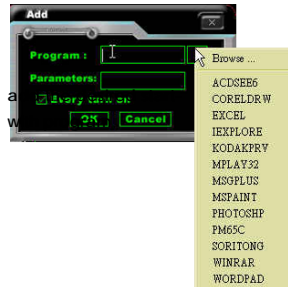 Add
Program :
Parameters:
Every turn on
OK
Cancel
a
w
Browse ...
ACDSEE6
CORELDRW
EXCEL
IEXPLORE
KODAKPRV
MPLAY32
MSGPLUS
MSPAINT
PHOTOSHP
PM65C
SORITONG
WINRAR
WORDPAD